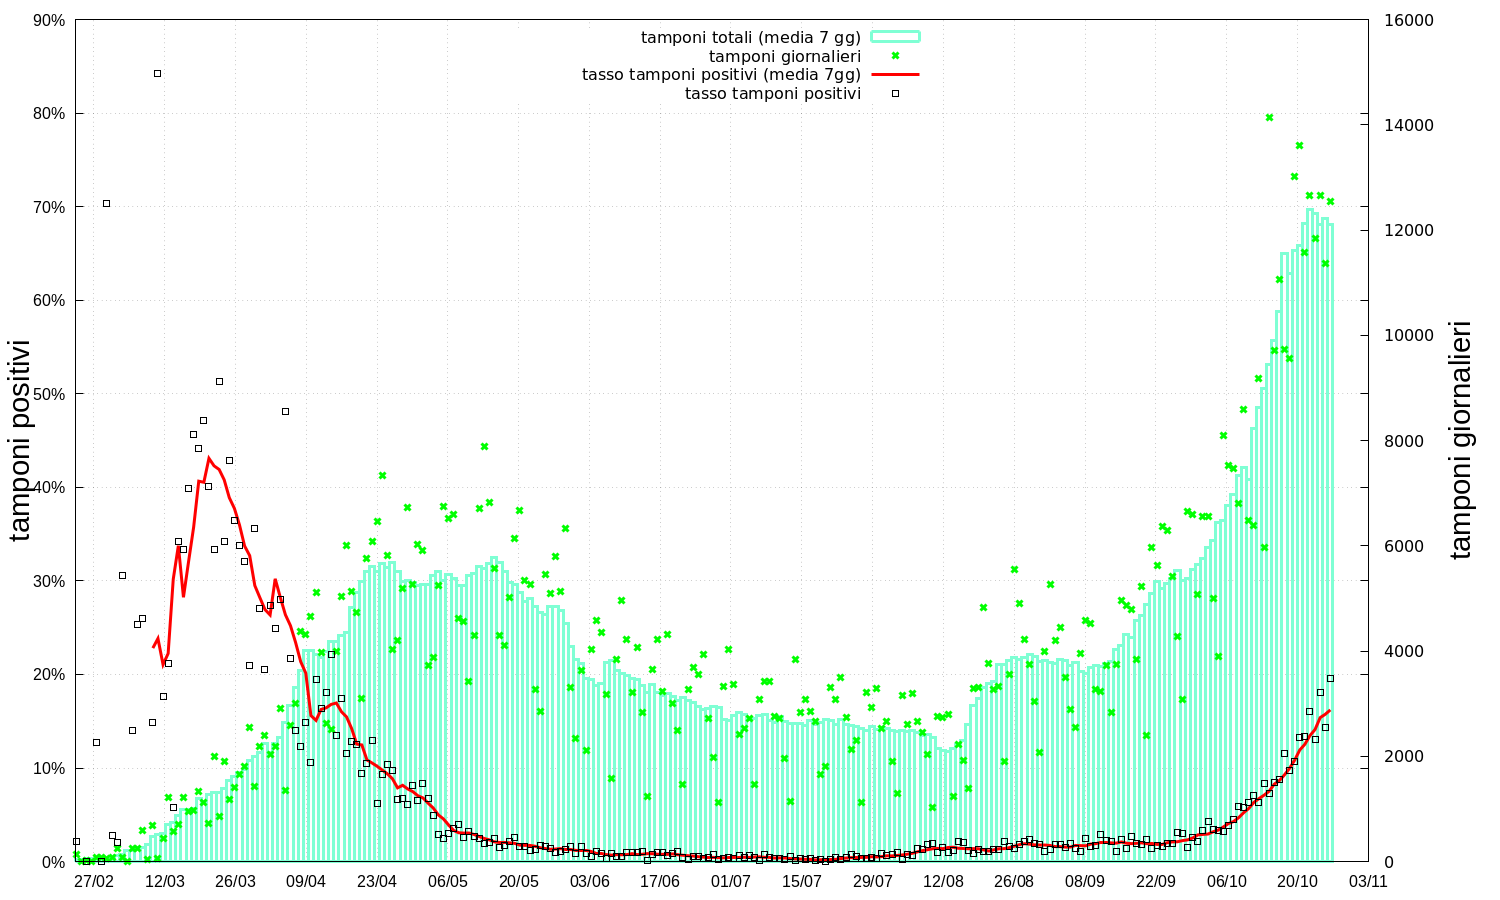 tamponi totali (media 7 gg)
tamponi giornalieri
tasso tamponi positivi (media 7gg)
tasso tamponi positivi
90%
80%
70%
60%
50%
40%
30%
20%
10%
0%
tamponi positivi
16000
14000
12000
10000
8000
6000
4000
2000
0
tamponi giornalieri
27/02 12/03 26/03 09/04 23/04 06/05 20/05 03/06 17/06 01/07 15/07 29/07 12/08 26/08 08/09 22/09 06/10 20/10 03/11